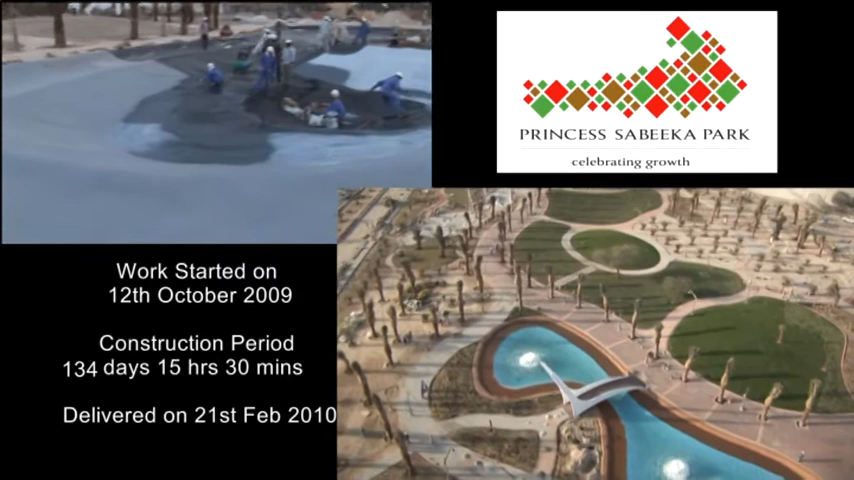 PRINCESS SABEEKA PARK
celebrating growth
Work Started on
12th October 2009
Construction Period
134 days 15 hrs 30 mins
Delivered on 21st Feb 2010